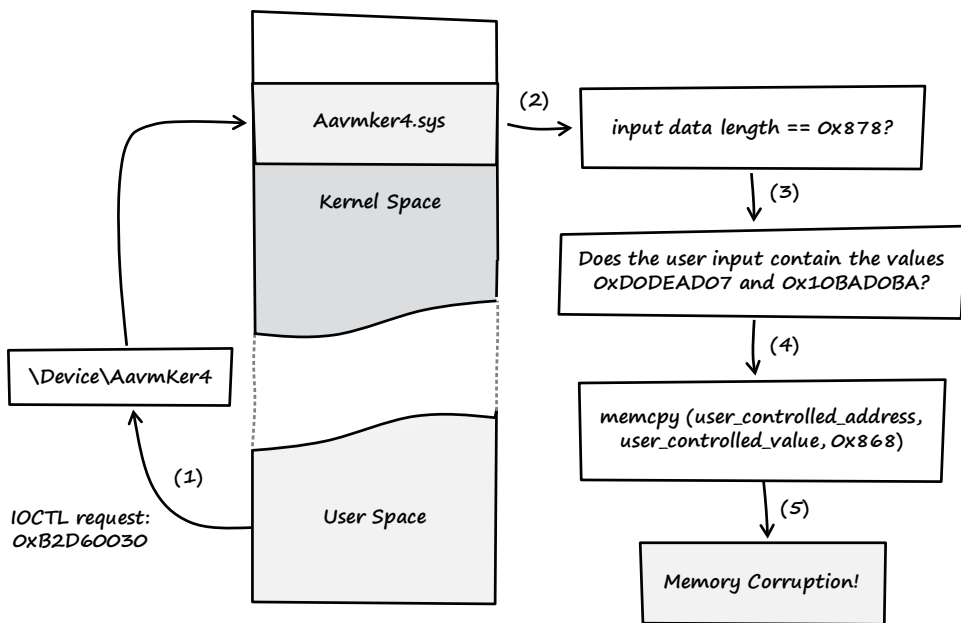 Aavmker4.sys
Kernel Space
User Space
\Device\AavmKer4
(1)
IOCTL request:
0xB2D60030
(2)
input data length == 0x878?
(3)
Does the user input contain the values
0xD0DEAD07 and 0x10BAD0BA?
(4)
memcpy (user_controlled_address,
user_controlled_value, 0x868)
(5)
Memory Corruption!